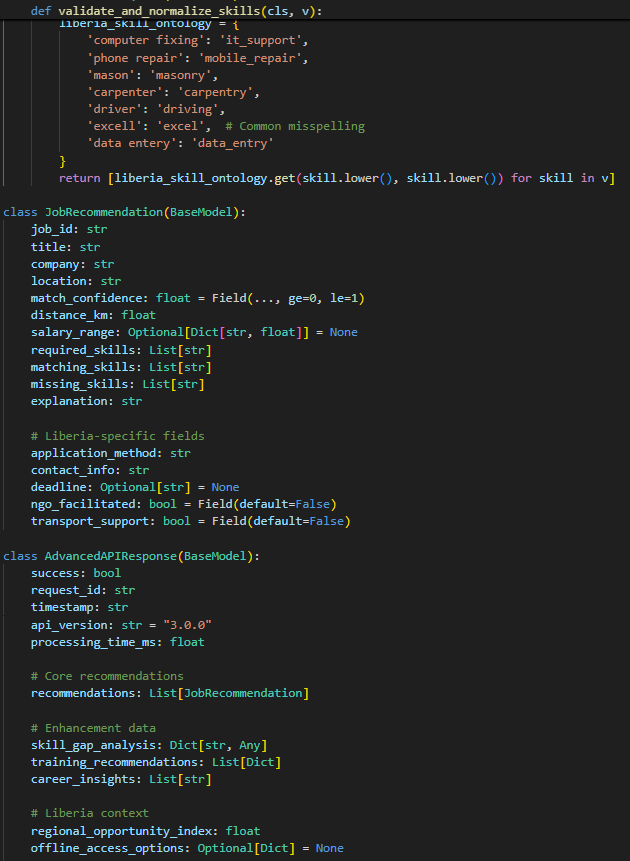 def validate_and_normalize_skills(cls, v):
liberia_skill_ontology = {
'computer fixing': 'it_support',
'phone repair': 'mobile_repair',
'mason': 'masonry',
'carpenter': 'carpentry',
'driver': 'driving',
'excell': 'excel',  # Common misspelling
'data entery': 'data_entry'
}
return [liberia_skill_ontology.get(skill.lower(), skill.lower()) for skill in v]
class JobRecommendation(BaseModel):
job_id: str
title: str
company: str
location: str
match_confidence: float = Field(..., ge=0, le=1)
distance_km: float
salary_range: Optional[Dict[str, float]] = None
required_skills: List[str]
matching_skills: List[str]
missing_skills: List[str]
explanation: str
# Liberia-specific fields
application_method: str
contact_info: str
deadline: Optional[str] = None
ngo_facilitated: bool = Field(default=False)
transport_support: bool = Field(default=False)
class AdvancedAPIResponse(BaseModel):
success: bool
request_id: str
timestamp: str
api_version: str = "3.0.0"
processing_time_ms: float
# Core recommendations
recommendations: List[JobRecommendation]
# Enhancement data
skill_gap_analysis: Dict[str, Any]
training_recommendations: List[Dict]
career_insights: List[str]
# Liberia context
regional_opportunity_index: float
offline_access_options: Optional[Dict] = None